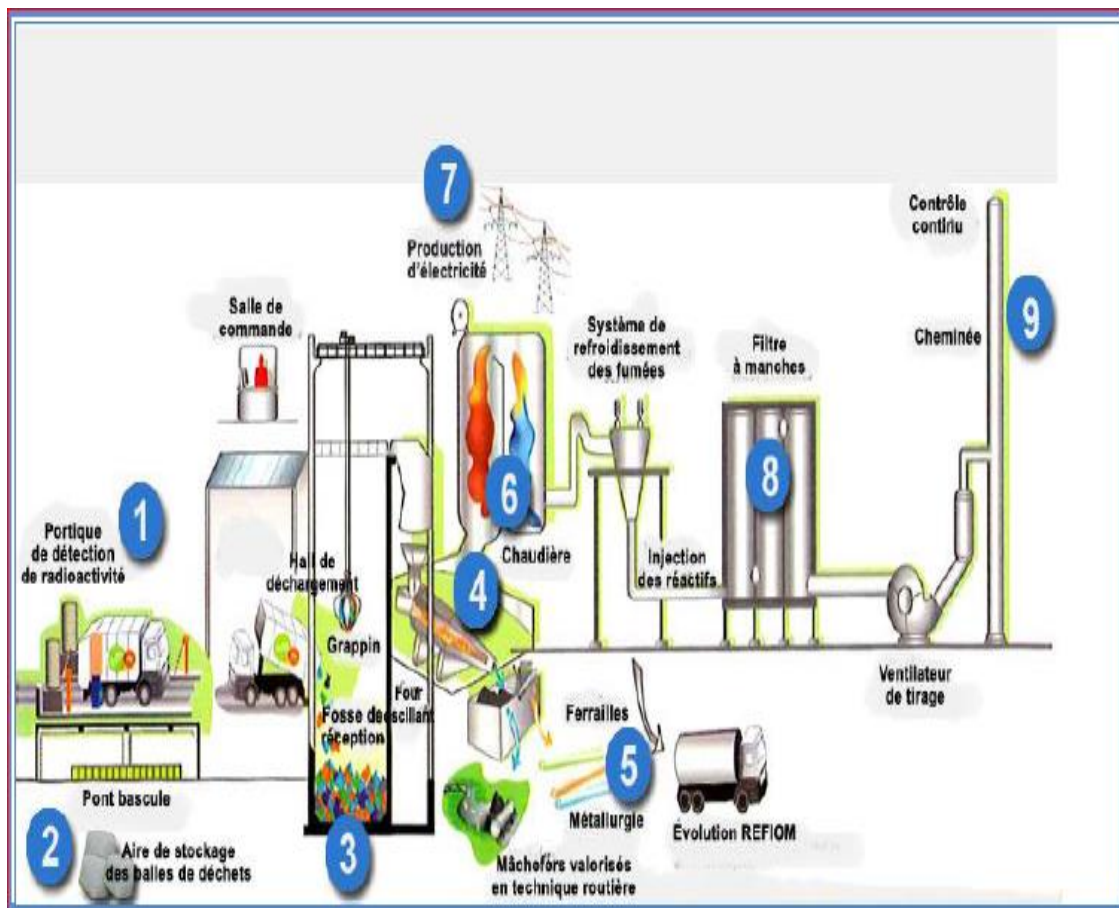 7
Production
d'électricité
Contrôle
continu
Salle de
commande
Système de
refroidissement
des fumées
Filtre
à manches
Cheminée
9
1
Portique
de détection
de radioactivité
6
8
Chaudière
Hall de
déchargement
Injection
des réactifs
4
Grappin
Four
oscillant
Fosse de
réception
Ventilateur
de tirage
Ferrailles
5
Métallurgie
Évolution REFIOM
Pont bascule
2
Aire de stockage
des balles de déchets
3
Mâchefors valorisés
en technique routière